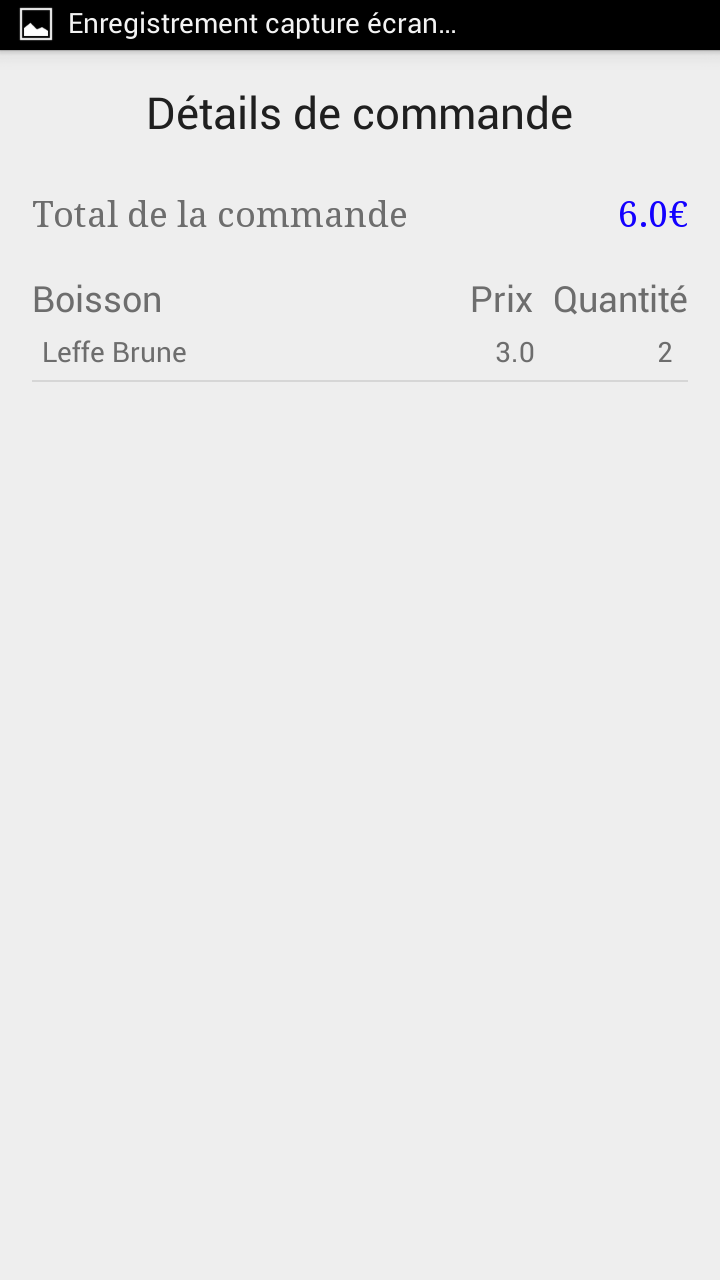 Enregistrement capture écran...
Détails de commande
Total de la commande 6.0€
Boisson Prix Quantité
Leffe Brune 3.0 2